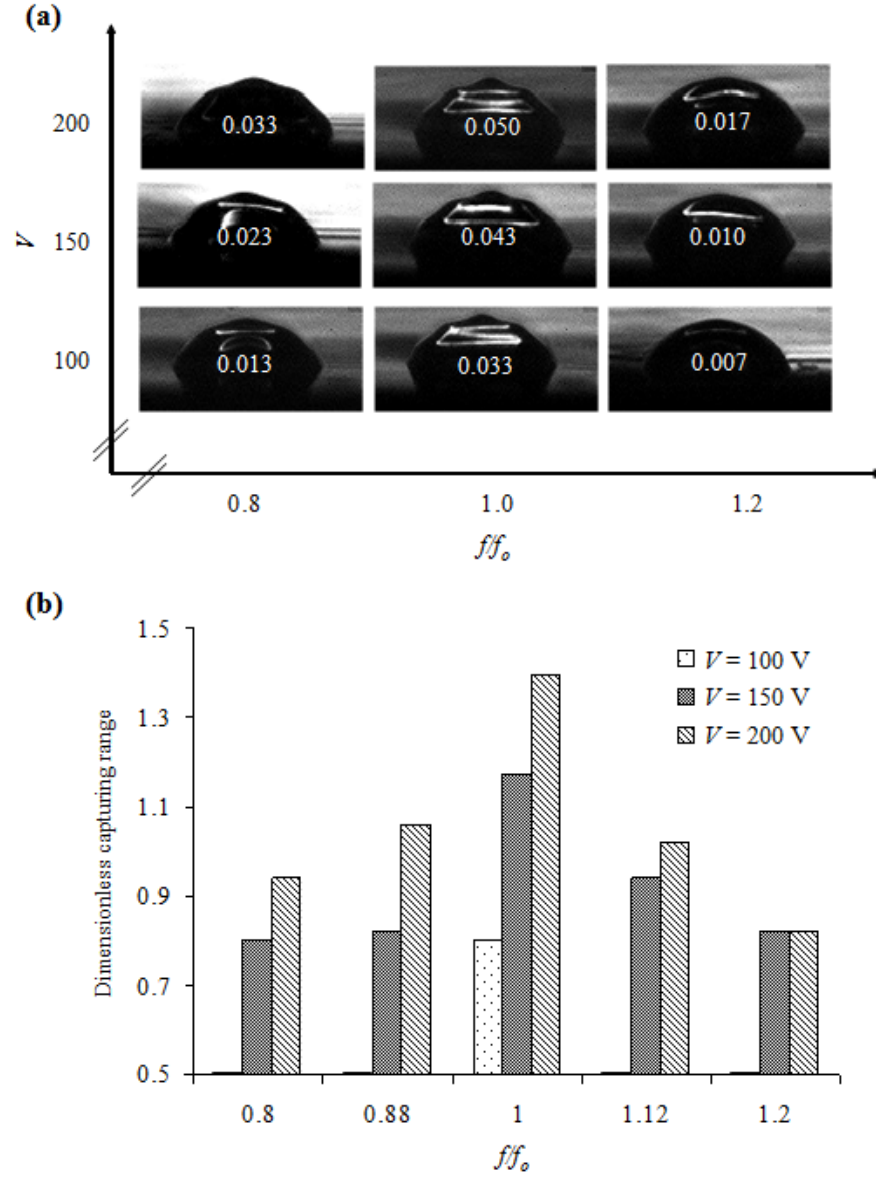 (a)
V
200
0.033
0.050
0.017
150
0.023
0.043
0.010
100
0.013
0.033
0.007
0.8
1.0
1.2
f/fₒ
(b)
Dimensionless capturing range
1.5
1.3
1.1
0.9
0.7
0.5
V = 100 V
V = 150 V
V = 200 V
0.8
0.88
1
1.12
1.2
f/fₒ